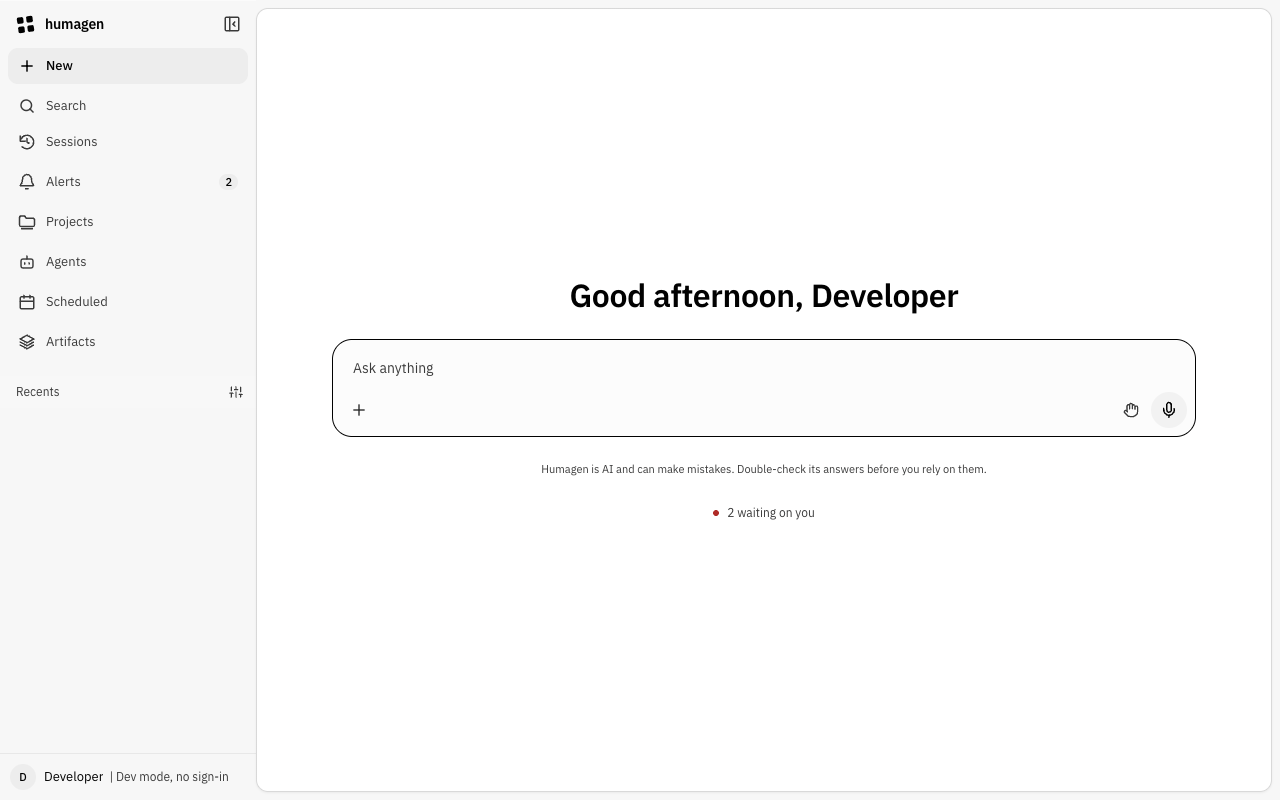 humagen
New
Search
Sessions
Alerts 2
Projects
Agents
Scheduled
Artifacts
Recents
D Developer | Dev mode, no sign-in
Good afternoon, Developer
Ask anything
Humagen is AI and can make mistakes. Double-check its answers before you rely on them.
2 waiting on you